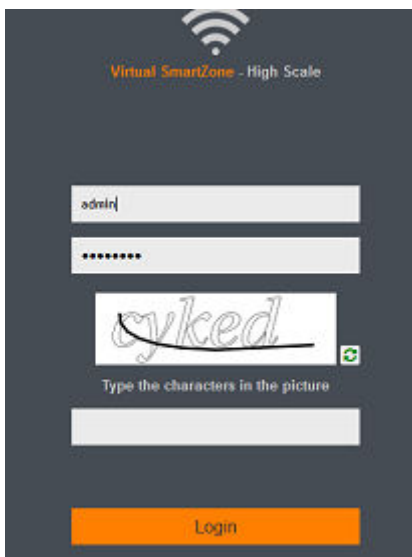 Virtual SmartZone - High Scale
admin
••••••••
cyked
Type the characters in the picture
Login